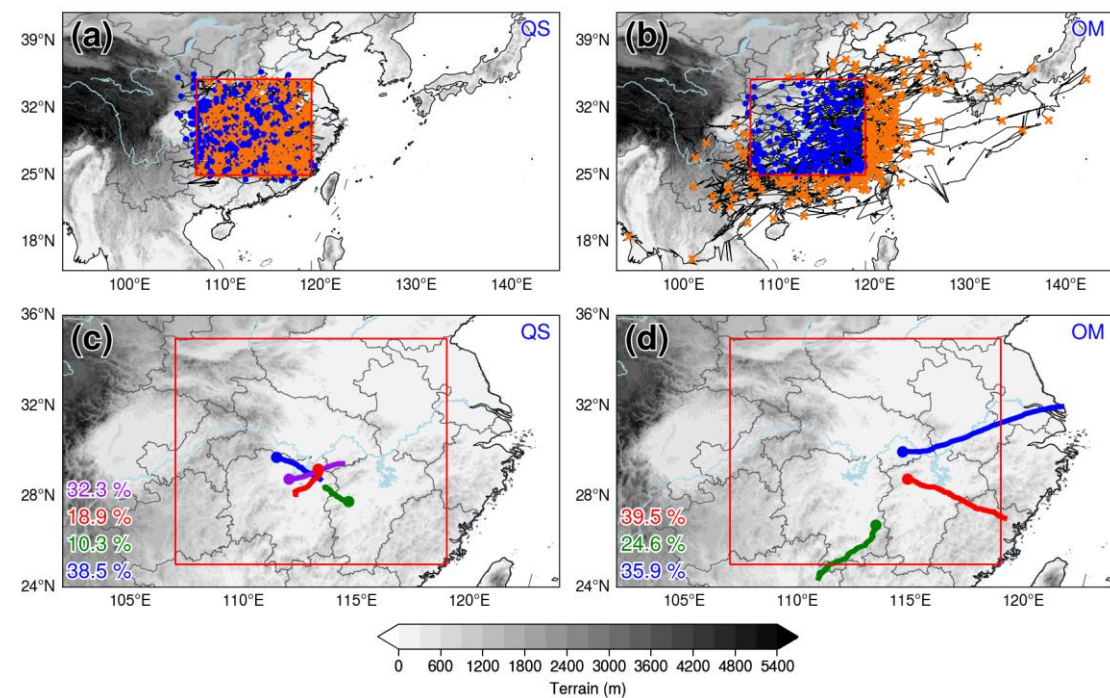 (a) QS
39°N
32°N
25°N
18°N
100°E 110°E 120°E 130°E 140°E
(b) OM
39°N
32°N
25°N
18°N
100°E 110°E 120°E 130°E 140°E
(c) QS
36°N
32°N
28°N
24°N
32.3 %
18.9 %
10.3 %
38.5 %
105°E 110°E 115°E 120°E
(d) OM
36°N
32°N
28°N
24°N
39.5 %
24.6 %
35.9 %
105°E 110°E 115°E 120°E
0 600 1200 1800 2400 3000 3600 4200 4800 5400
Terrain (m)